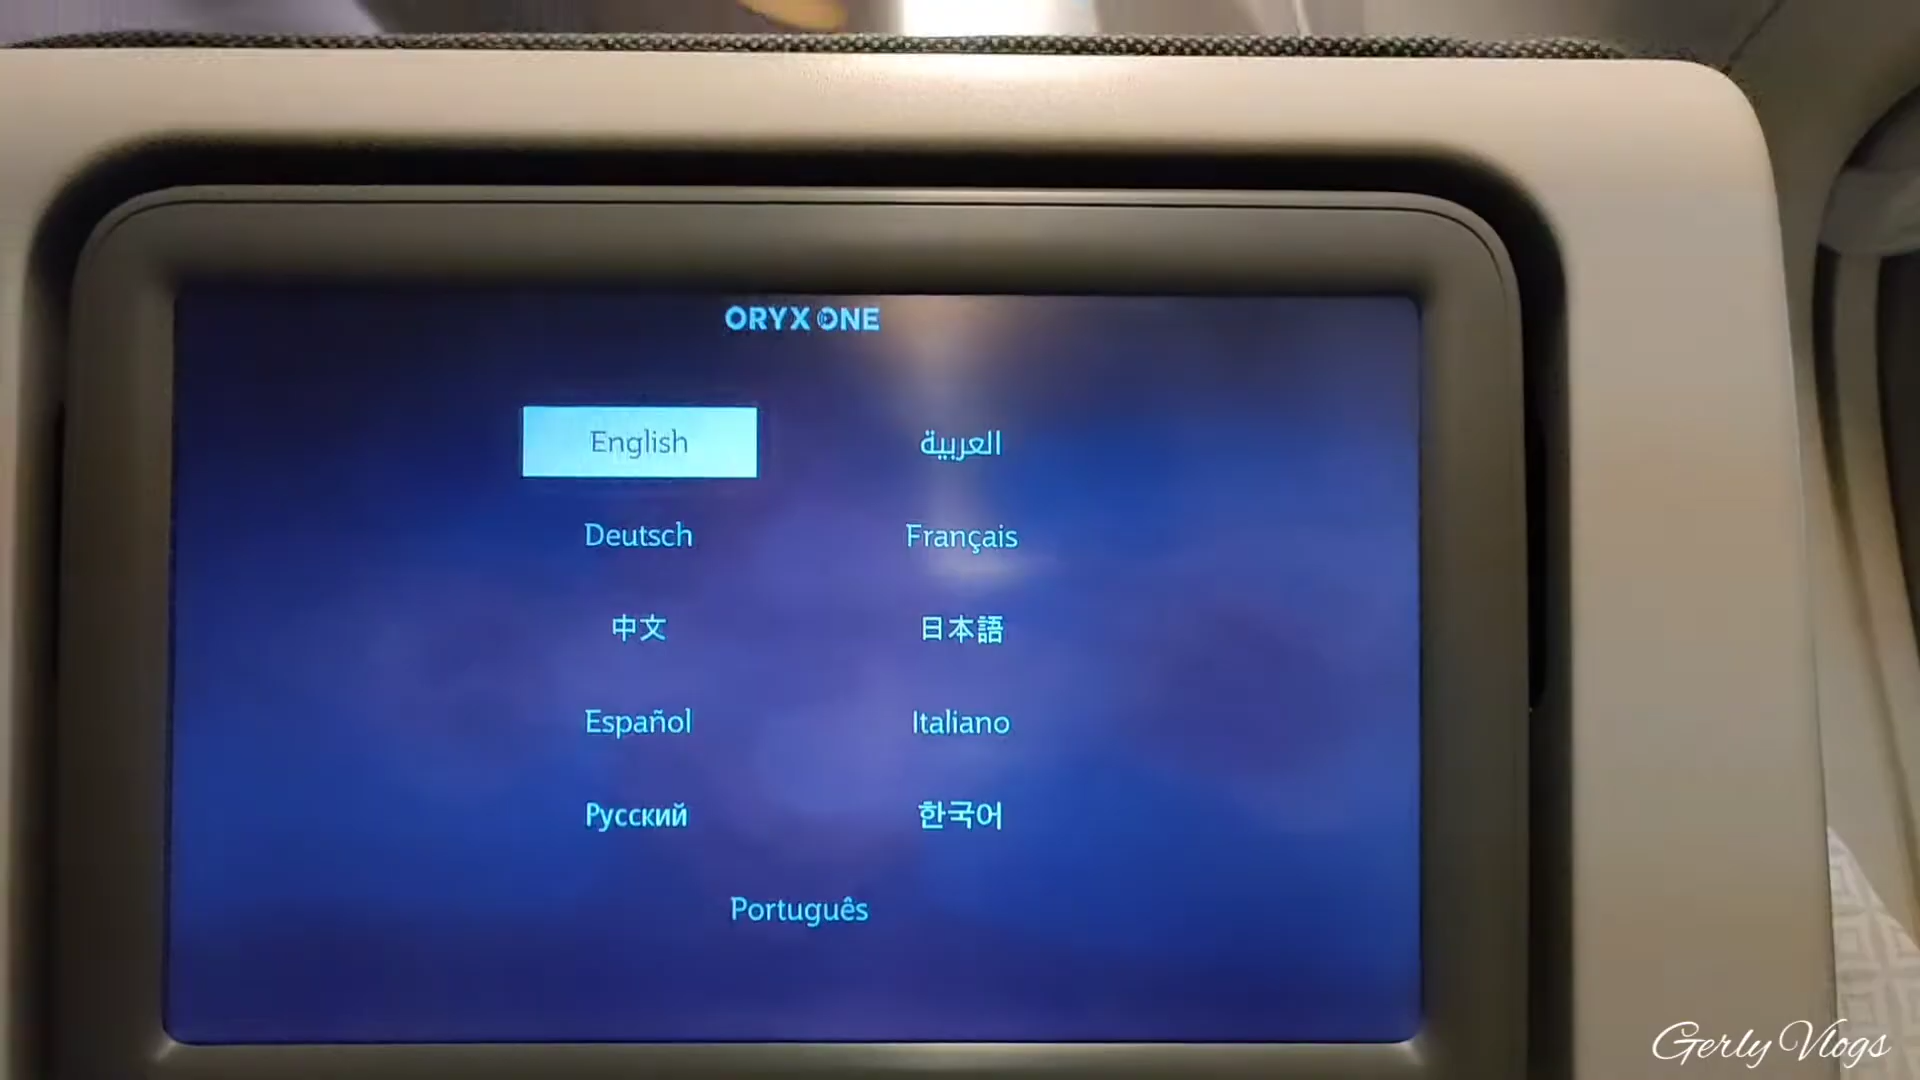 ORYX ONE
English
العربية
Deutsch
Français
中文
日本語
Español
Italiano
Русский
한국어
Português
Gerly Vlogs